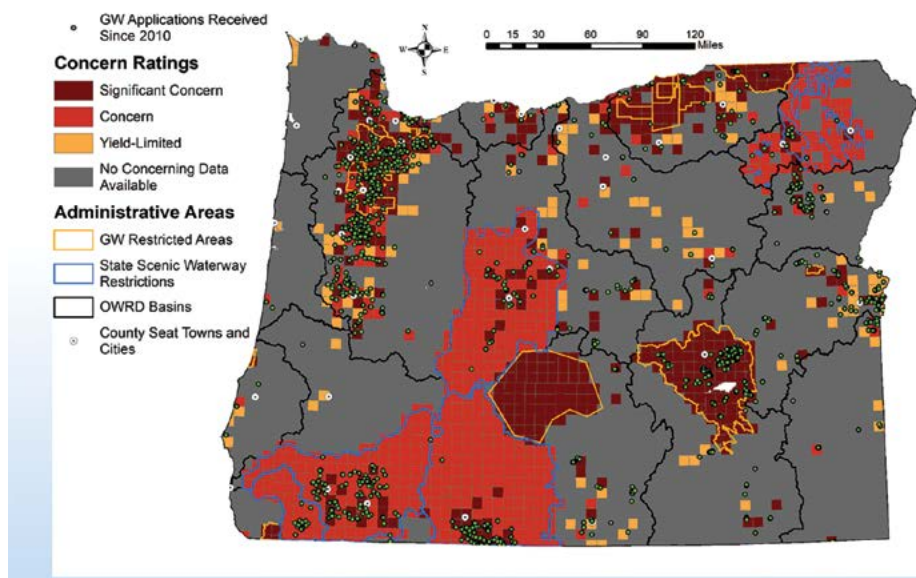 GW Applications Received
Since 2010
Concern Ratings
Significant Concern
Concern
Yield-Limited
No Concerning Data
Available
Administrative Areas
GW Restricted Areas
State Scenic Waterway
Restrictions
OWRD Basins
County Seat Towns and
Cities
N
W E
S
0 15 30 60 90 120
Miles